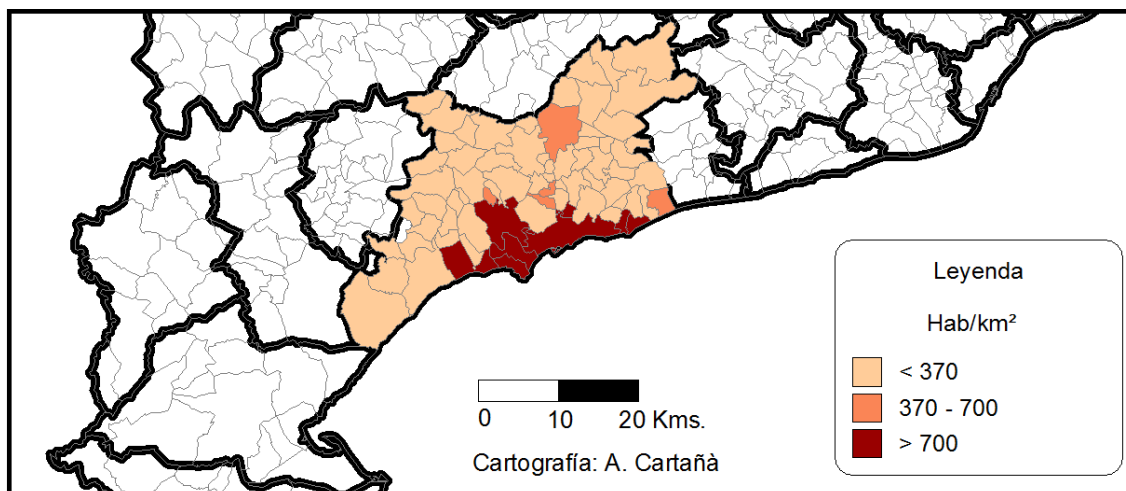 Leyenda
Hab/km²
< 370
370 - 700
> 700
0 10 20 Kms.
Cartografía: A. Cartañà